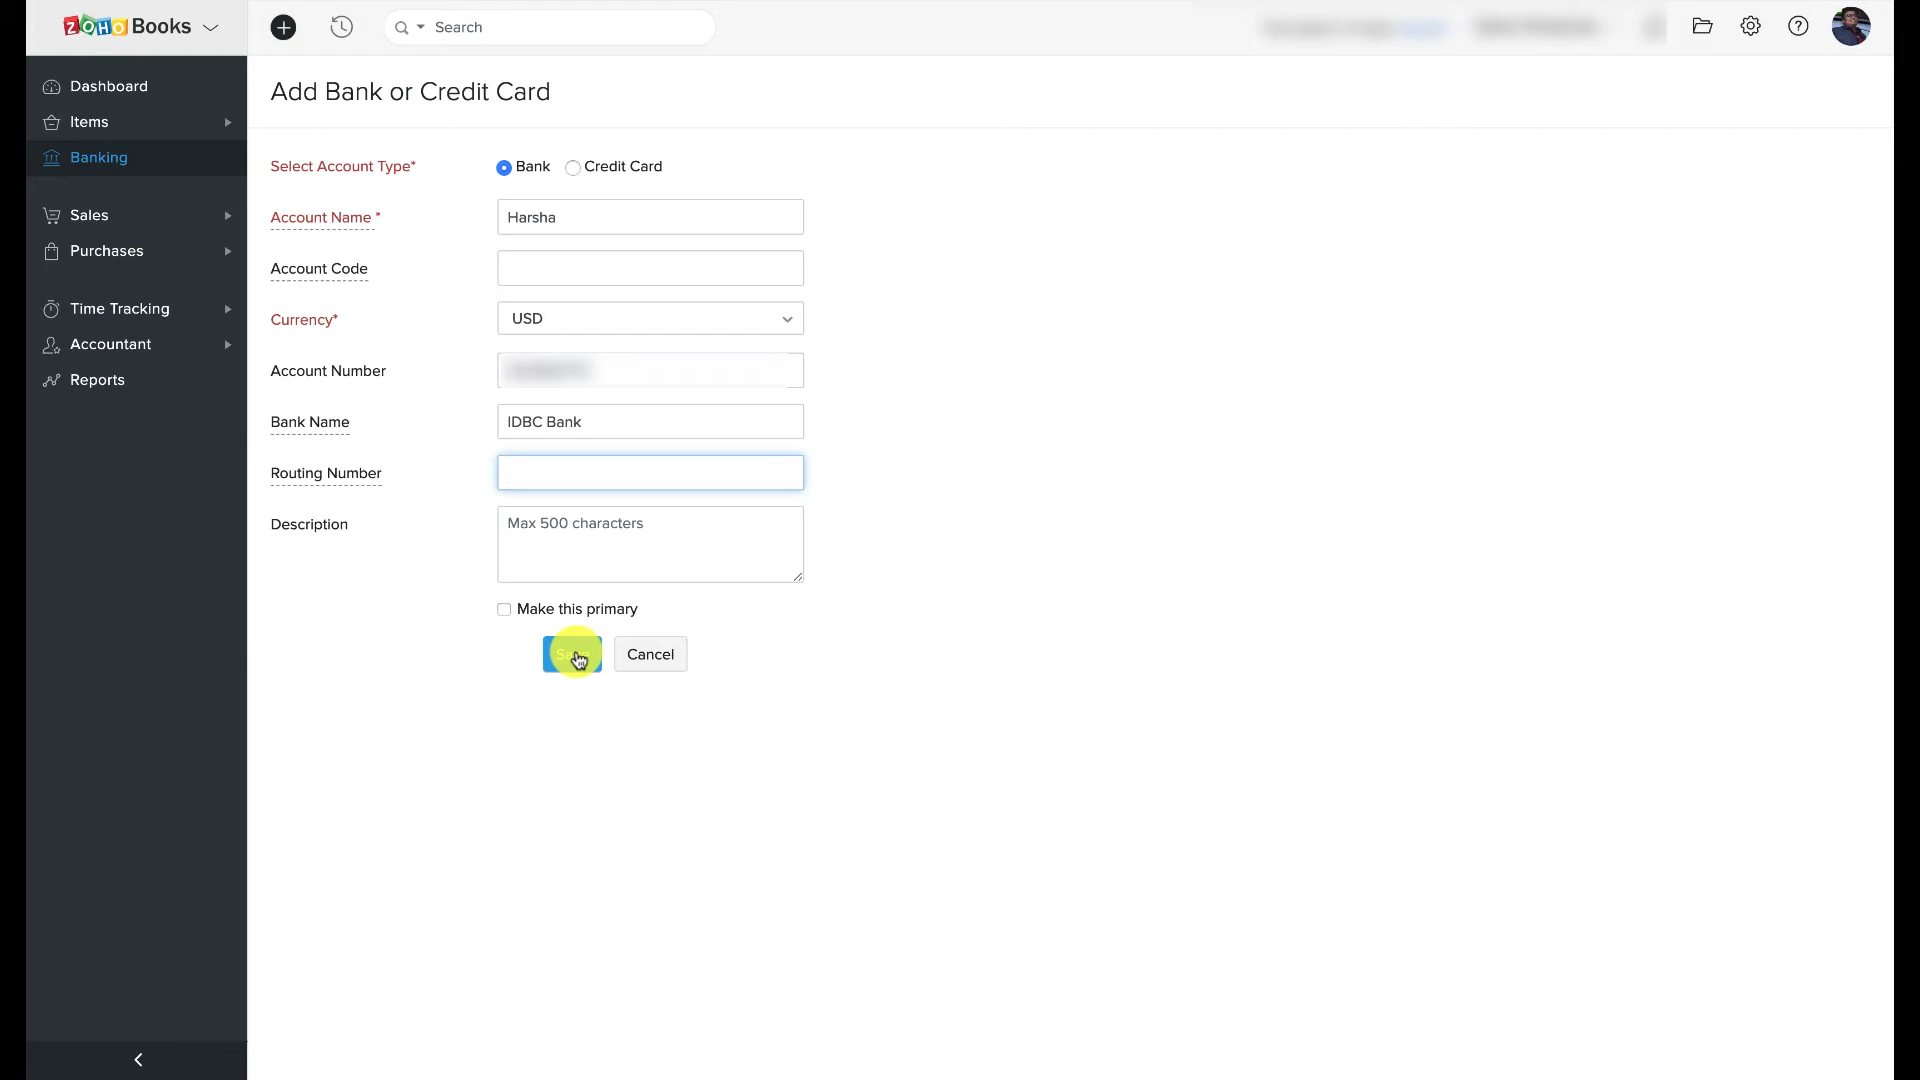 ZOHO Books
Search
Dashboard
Items
Banking
Sales
Purchases
Time Tracking
Accountant
Reports
Add Bank or Credit Card
Select Account Type* Bank Credit Card
Account Name * Harsha
Account Code
Currency* USD
Account Number
Bank Name IDBC Bank
Routing Number
Description Max 500 characters
Make this primary
Save Cancel